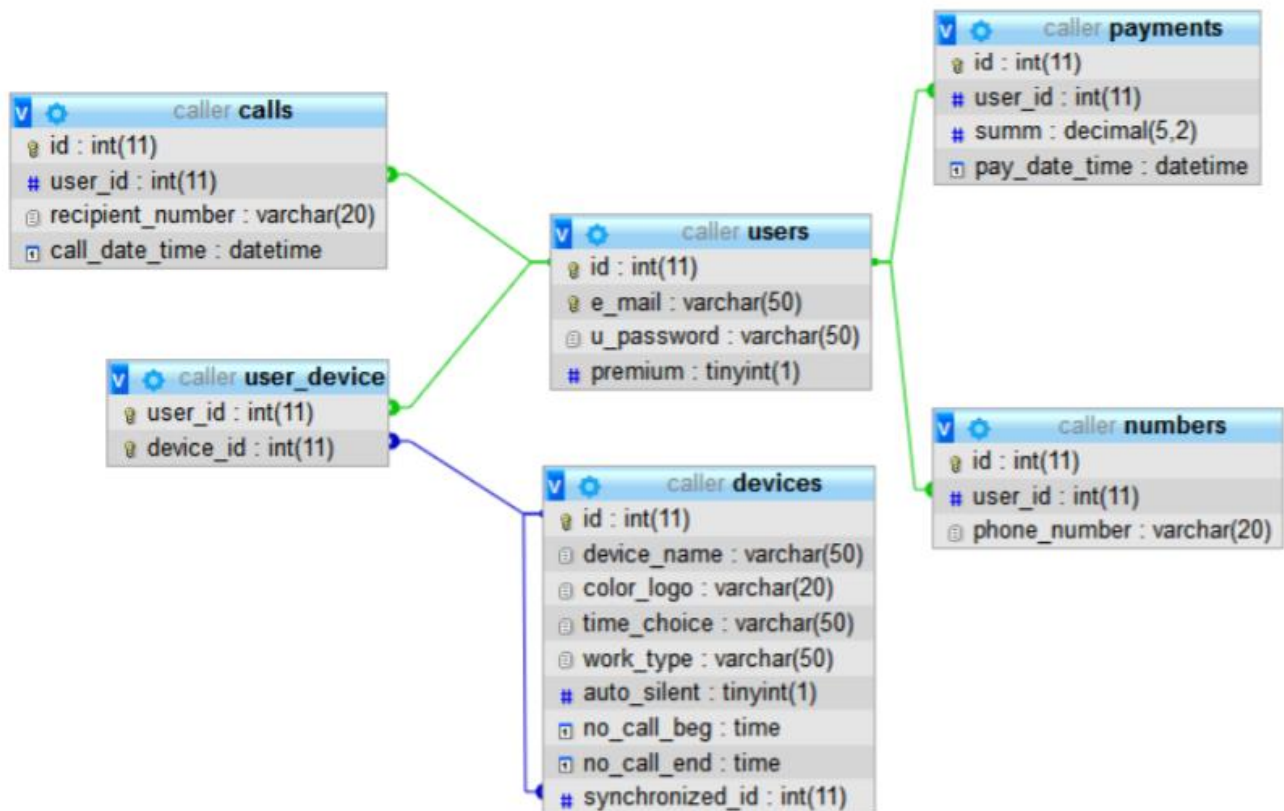 caller calls
id : int(11)
user_id : int(11)
recipient_number : varchar(20)
call_date_time : datetime
caller user_device
user_id : int(11)
device_id : int(11)
caller users
id : int(11)
e_mail : varchar(50)
u_password : varchar(50)
premium : tinyint(1)
caller devices
id : int(11)
device_name : varchar(50)
color_logo : varchar(20)
time_choice : varchar(50)
work_type : varchar(50)
auto_silent : tinyint(1)
no_call_beg : time
no_call_end : time
synchronized_id : int(11)
caller payments
id : int(11)
user_id : int(11)
summ : decimal(5,2)
pay_date_time : datetime
caller numbers
id : int(11)
user_id : int(11)
phone_number : varchar(20)